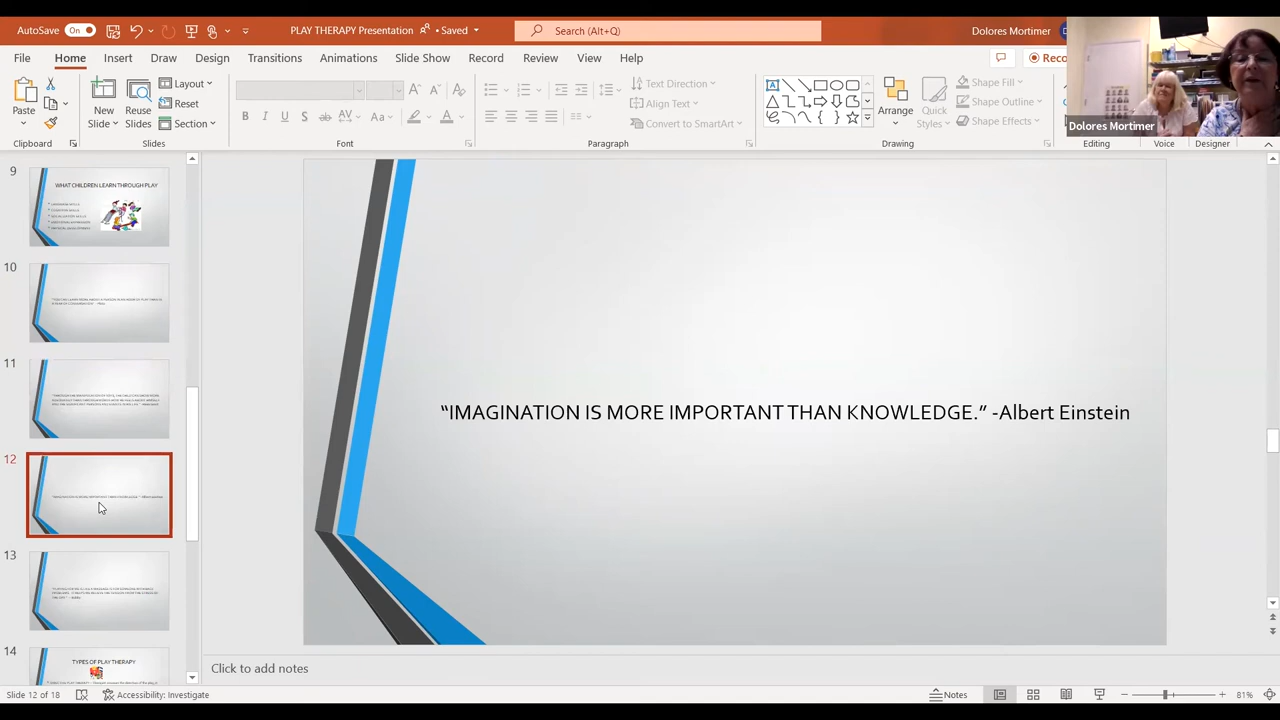 AutoSave On PLAY THERAPY Presentation • Saved Search (Alt+Q) Dolores Mortimer
File Home Insert Draw Design Transitions Animations Slide Show Record Review View Help
Paste New Slide Reuse Slides Layout Reset Section
Text Direction Align Text Convert to SmartArt
Arrange Quick Styles Shape Fill Shape Outline Shape Effects
Dolores Mortimer
Clipboard Slides Font Paragraph Drawing Editing Voice Designer
9
WHAT CHILDREN LEARN THROUGH PLAY
10
11
12
13
14
TYPES OF PLAY THERAPY
“IMAGINATION IS MORE IMPORTANT THAN KNOWLEDGE.” -Albert Einstein
Click to add notes
Slide 12 of 18 Accessibility: Investigate Notes 81%